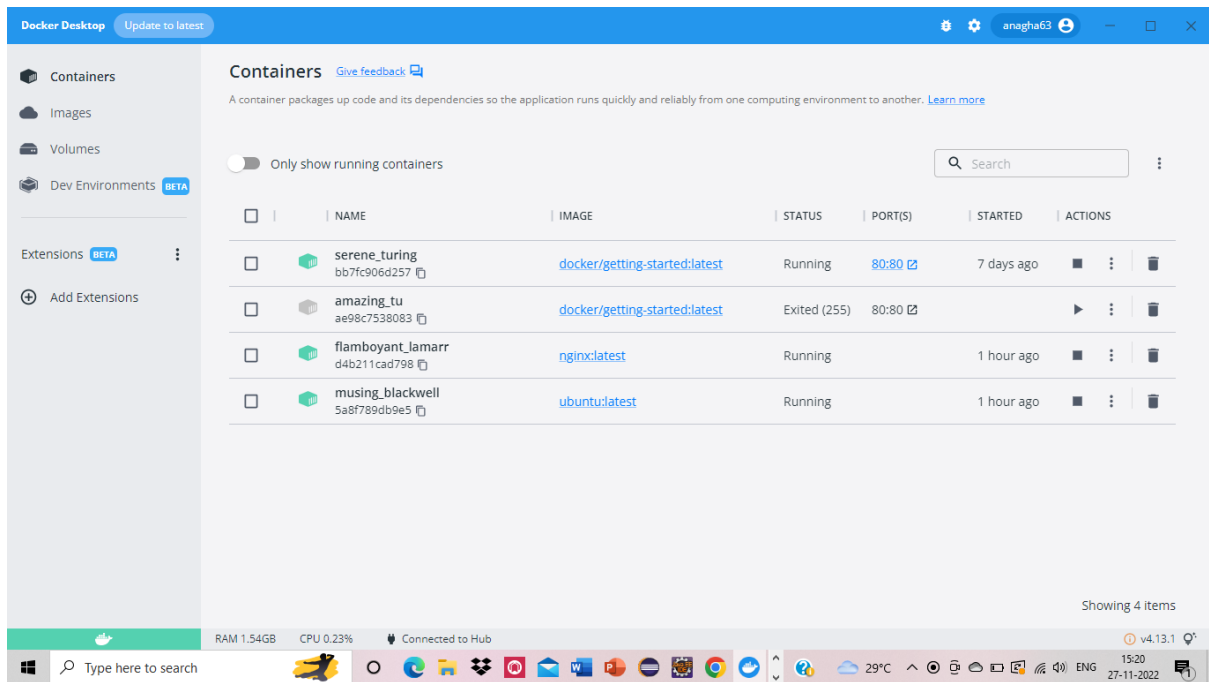 Docker Desktop Update to latest anagha63
Containers
Images
Volumes
Dev Environments BETA
Extensions BETA
Add Extensions
Containers Give feedback
A container packages up code and its dependencies so the application runs quickly and reliably from one computing environment to another. Learn more
Only show running containers Search
NAME IMAGE STATUS PORT(S) STARTED ACTIONS
serene_turing
bb7fc906d257 docker/getting-started:latest Running 80:80 7 days ago
amazing_tu
ae98c7538083 docker/getting-started:latest Exited (255) 80:80
flamboyant_lamarr
d4b211cad798 nginx:latest Running 1 hour ago
musing_blackwell
5a8f789db9e5 ubuntu:latest Running 1 hour ago
Showing 4 items
RAM 1.54GB CPU 0.23% Connected to Hub v4.13.1
Type here to search 29°C ENG 15:20
27-11-2022